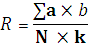 R = ∑a × b / N × k